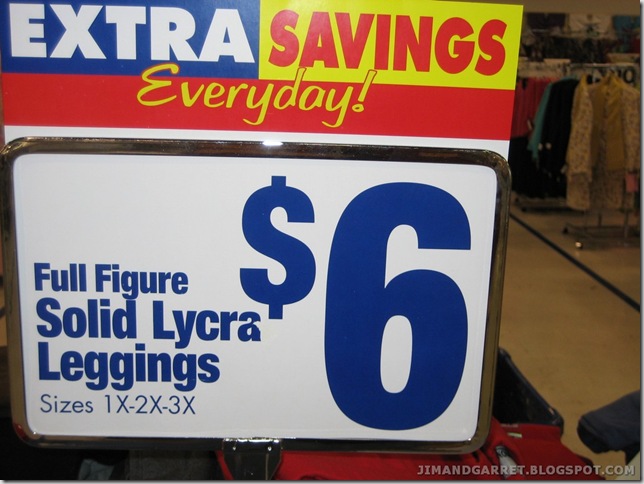 EXTRA SAVINGS
Everyday!
$6
Full Figure
Solid Lycra
Leggings
Sizes 1X-2X-3X
JIMANDGARRET.BLOGSPOT.COM